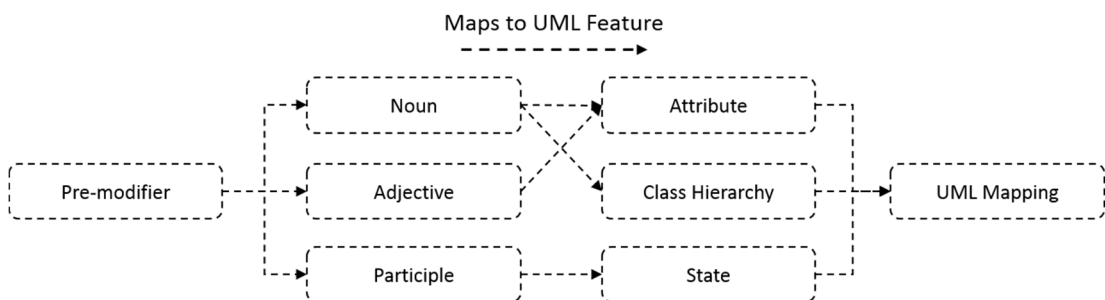 Maps to UML Feature
Noun
Attribute
Pre-modifier
Adjective
Class Hierarchy
UML Mapping
Participle
State